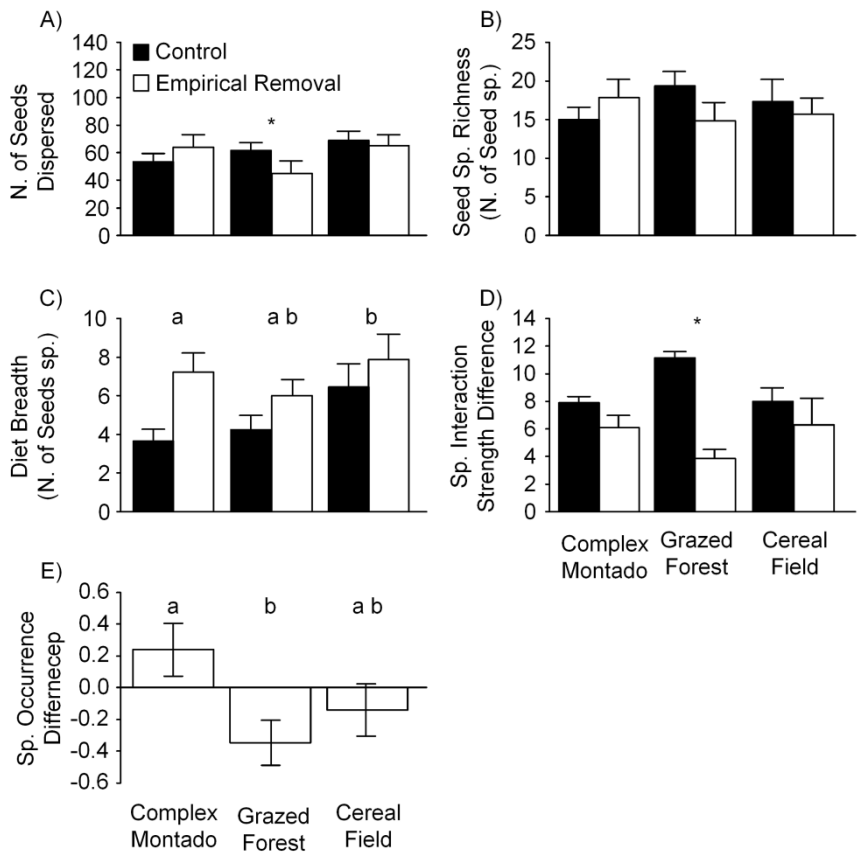 A)
140
120
100
80
60
40
20
0
N. of Seeds
Dispersed
Control
Empirical Removal
*
B)
25
20
15
10
5
0
Seed Sp. Richness
(N. of Seed sp.)
C)
10
8
6
4
2
0
Diet Breadth
(N. of Seeds sp.)
a
a b
b
D)
14
12
10
8
6
4
2
0
Sp. Interaction
Strength Difference
*
Complex
Montado
Grazed
Forest
Cereal
Field
E)
0.6
0.4
0.2
0.0
-0.2
-0.4
-0.6
Sp. Occurrence
Differnecep
a
b
a b
Complex
Montado
Grazed
Forest
Cereal
Field